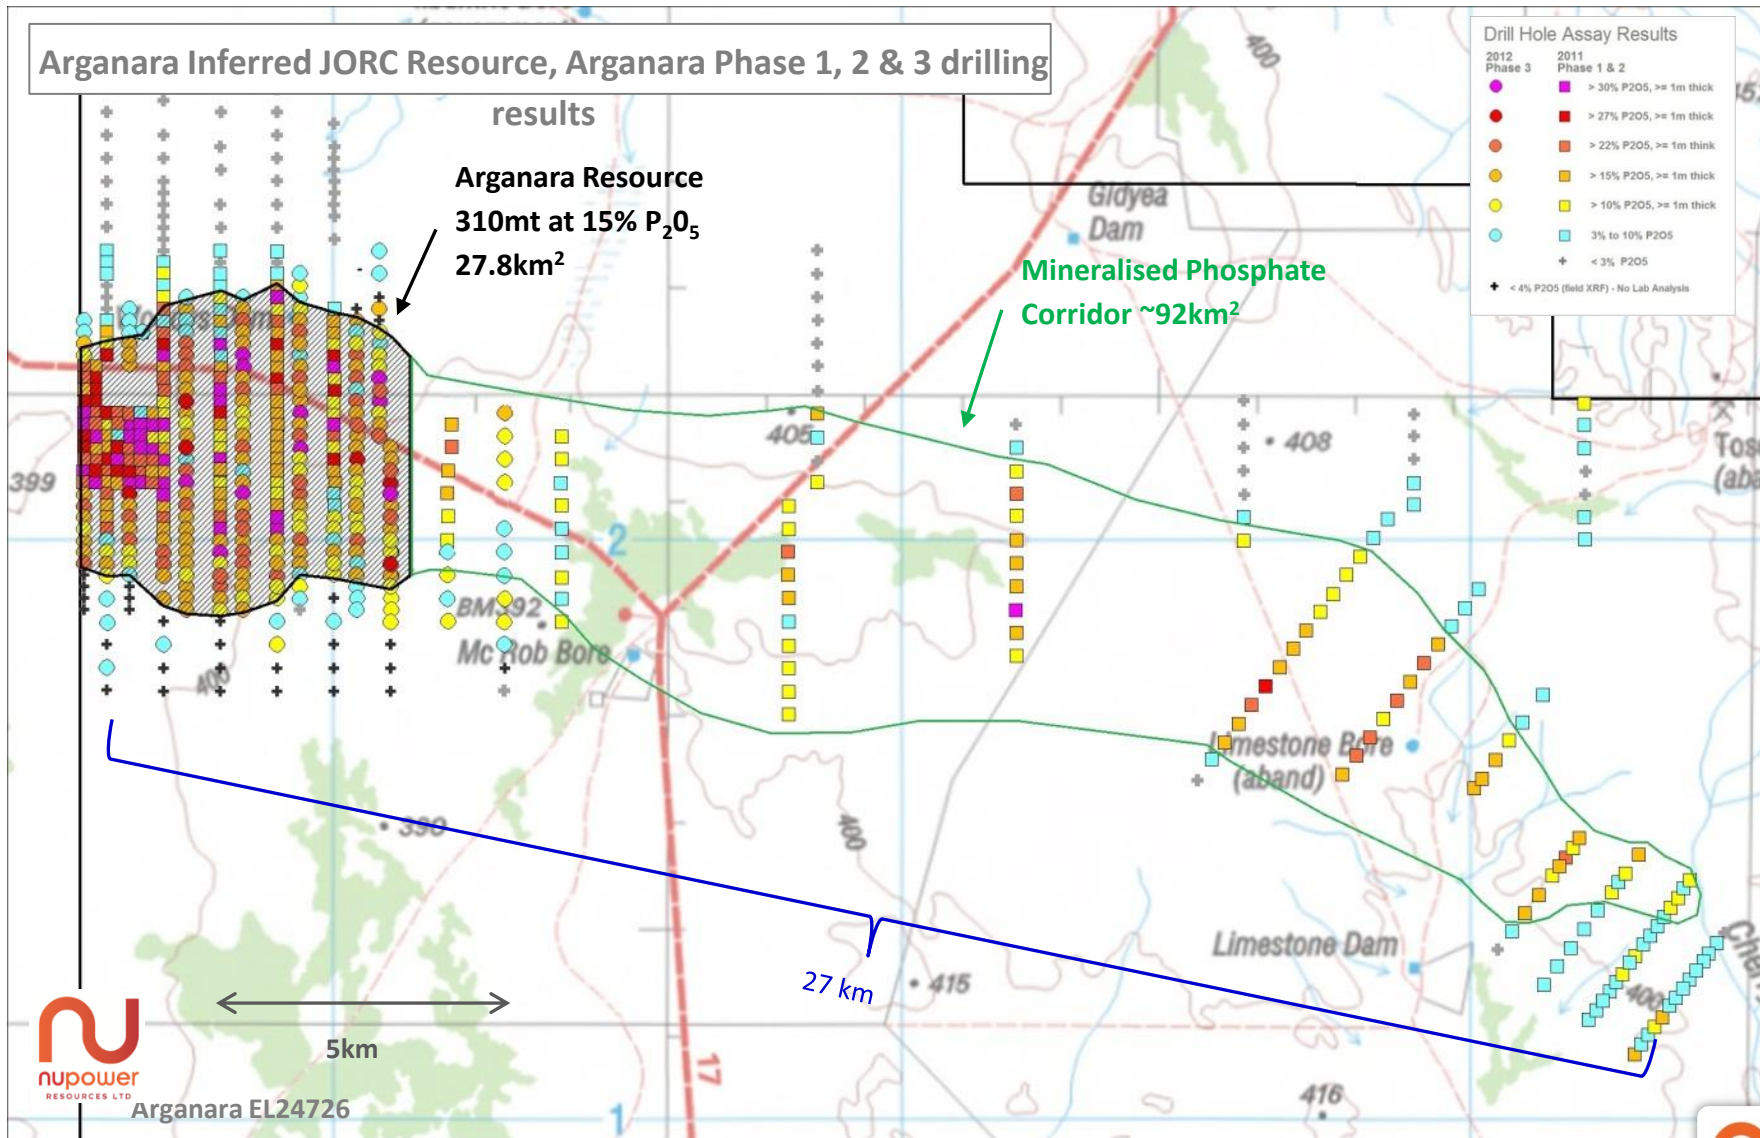 Arganara Inferred JORC Resource, Arganara Phase 1, 2 & 3 drilling
results
Drill Hole Assay Results
2012
Phase 3
2011
Phase 1 & 2
> 30% P2O5, >= 1m thick
> 27% P2O5, >= 1m thick
> 22% P2O5, >= 1m think
> 15% P2O5, >= 1m thick
> 10% P2O5, >= 1m thick
3% to 10% P2O5
< 3% P2O5
< 4% P2O5 (field XRF) - No Lab Analysis
400
Arganara Resource
310mt at 15% P₂0₅
27.8km²
Gidyea
Dam
Mineralised Phosphate
Corridor ~92km²
405
408
399
2
BM392
Mc Rob Bore
400
Limestone Bore
(aband)
390
400
Limestone Dam
415
27 km
400
5km
nupower
RESOURCES LTD
Arganara EL24726
17
1
416